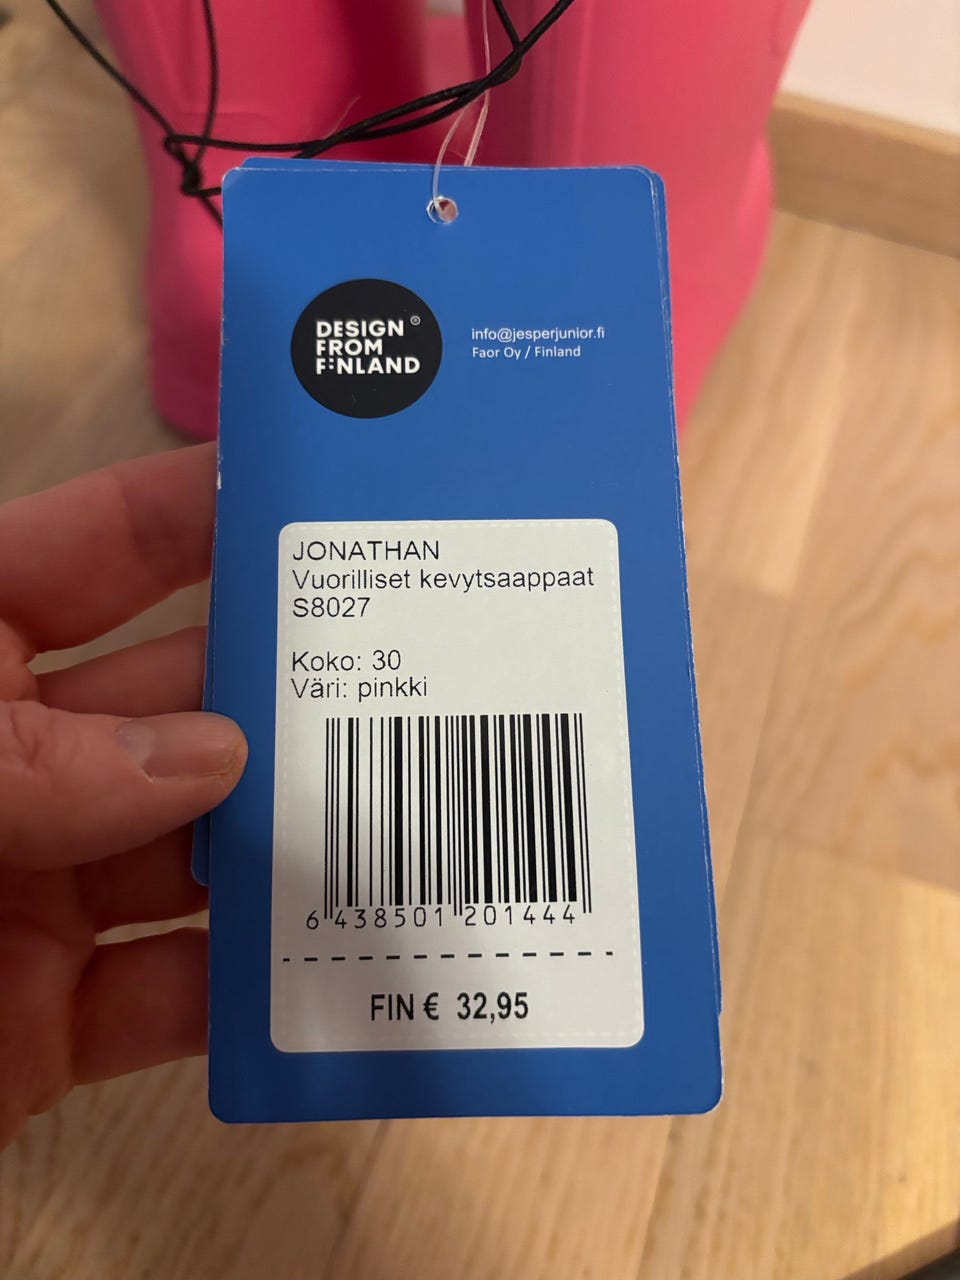 DESIGN ®
FROM
FINLAND
info@jesperjunior.fi
Faor Oy / Finland
JONATHAN
Vuorilliset kevytsaappaat
S8027
Koko: 30
Väri: pinkki
6 438501 201444
FIN € 32,95